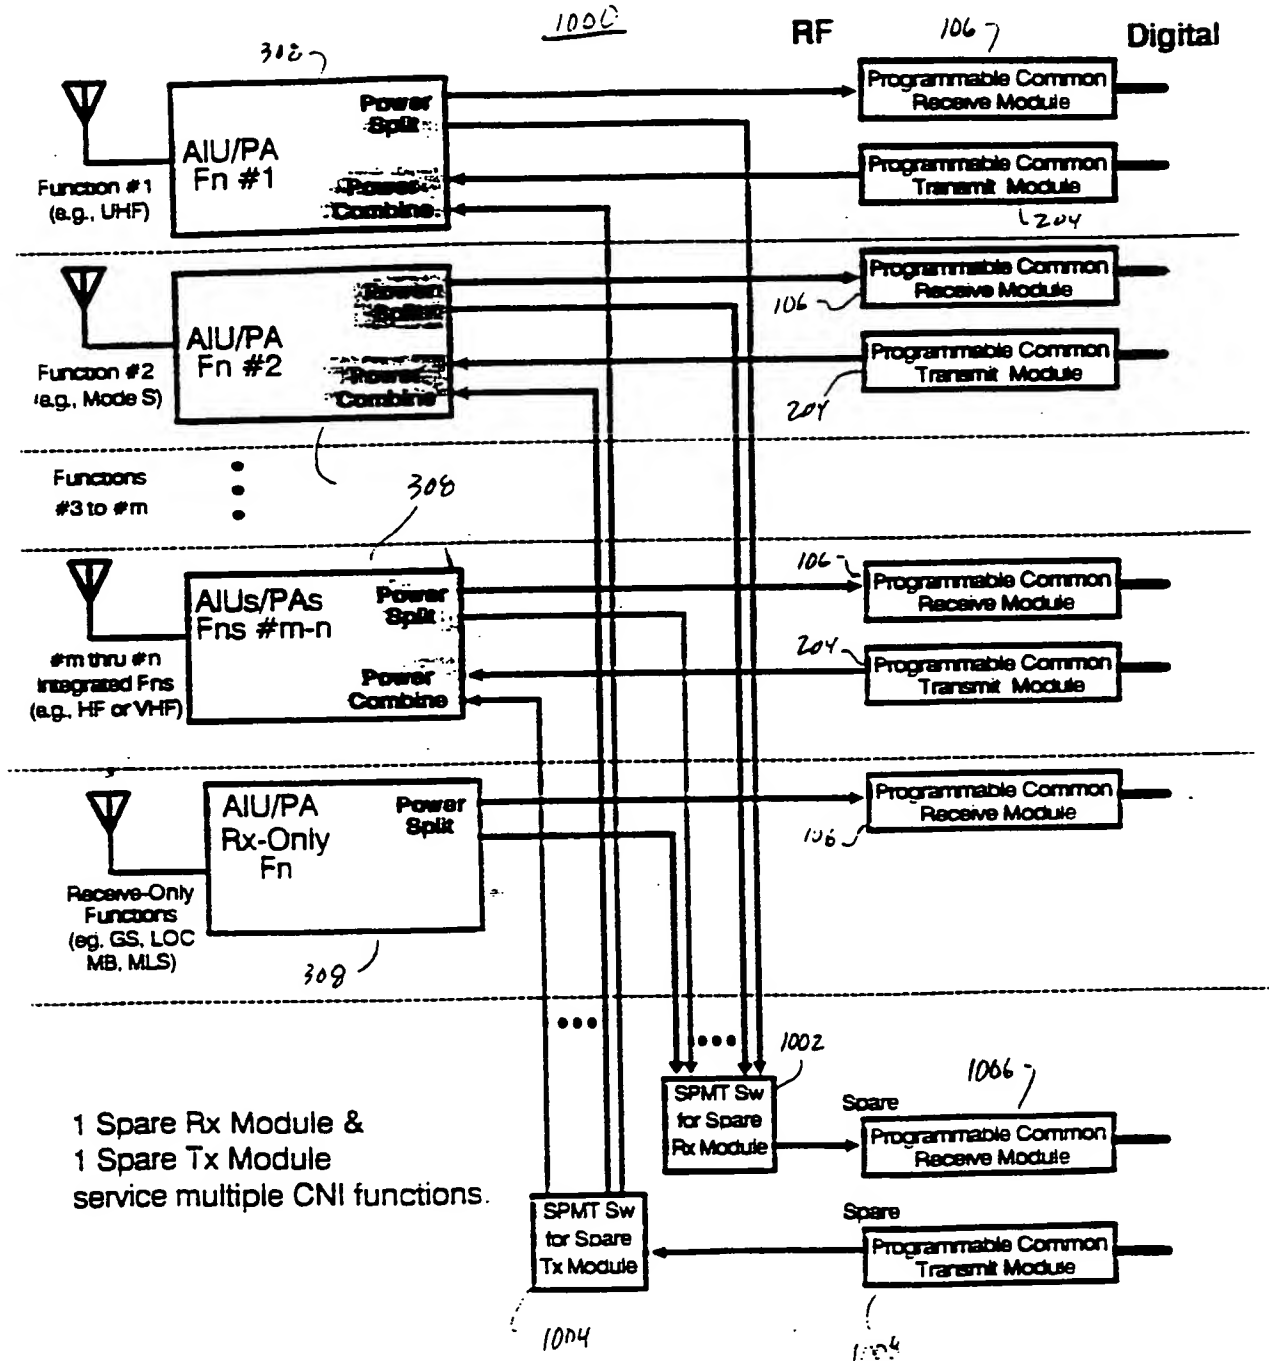 1000
RF
106
Digital
308
Programmable Common
Receive Module
Power
Split
AIU/PA
Fn #1
Programmable Common
Transmit Module
Function #1
(e.g., UHF)
Power
Combine
204
Programmable Common
Receive Module
Power
Split
106
AIU/PA
Fn #2
Programmable Common
Transmit Module
Function #2
(e.g., Mode S)
Power
Combine
204
Functions
#3 to #m
308
106
Programmable Common
Receive Module
AIUs/PAs
Fns #m-n
Power
Split
204
Programmable Common
Transmit Module
#m thru #n
Integrated Fns
(e.g., HF or VHF)
Power
Combine
AIU/PA
Rx-Only
Fn
Power
Split
Programmable Common
Receive Module
106
Receive-Only
Functions
(eg. GS, LOC
MB, MLS)
308
1002
1006
SPMT Sw
for Spare
Rx Module
Spare
Programmable Common
Receive Module
1 Spare Rx Module &
1 Spare Tx Module
service multiple CNI functions.
SPMT Sw
for Spare
Tx Module
Spare
Programmable Common
Transmit Module
1004